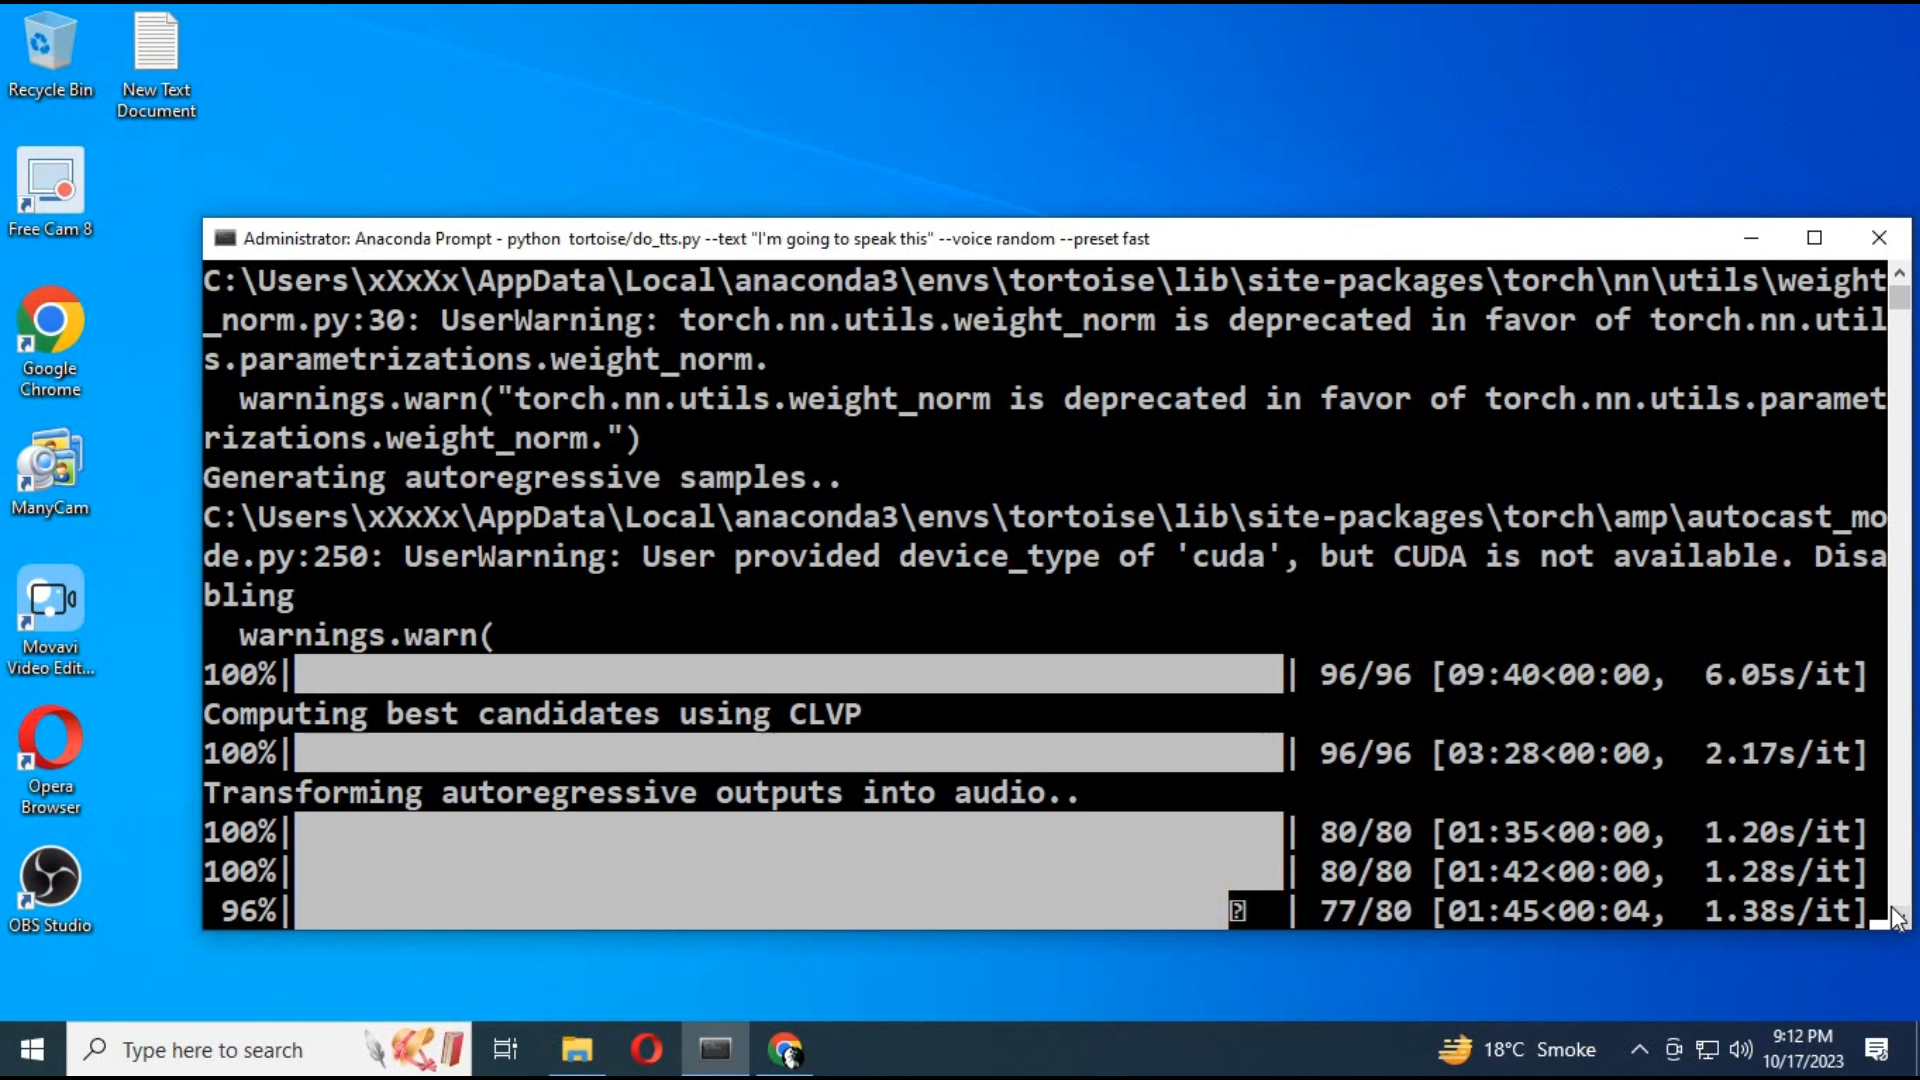 Recycle Bin
New Text
Document
Free Cam 8
Google
Chrome
ManyCam
Movavi
Video Edit...
Opera
Browser
OBS Studio
Administrator: Anaconda Prompt - python  tortoise/do_tts.py --text "I'm going to speak this" --voice random --preset fast
C:\Users\xXxXx\AppData\Local\anaconda3\envs\tortoise\lib\site-packages\torch\nn\utils\weight
_norm.py:30: UserWarning: torch.nn.utils.weight_norm is deprecated in favor of torch.nn.util
s.parametrizations.weight_norm.
  warnings.warn("torch.nn.utils.weight_norm is deprecated in favor of torch.nn.utils.paramet
rizations.weight_norm.")
Generating autoregressive samples..
C:\Users\xXxXx\AppData\Local\anaconda3\envs\tortoise\lib\site-packages\torch\amp\autocast_mo
de.py:250: UserWarning: User provided device_type of 'cuda', but CUDA is not available. Disa
bling
  warnings.warn(
100%| | 96/96 [09:40<00:00,  6.05s/it]
Computing best candidates using CLVP
100%| | 96/96 [03:28<00:00,  2.17s/it]
Transforming autoregressive outputs into audio..
100%| | 80/80 [01:35<00:00,  1.20s/it]
100%| | 80/80 [01:42<00:00,  1.28s/it]
 96%| | 77/80 [01:45<00:04,  1.38s/it]
Type here to search
18°C Smoke
9:12 PM
10/17/2023